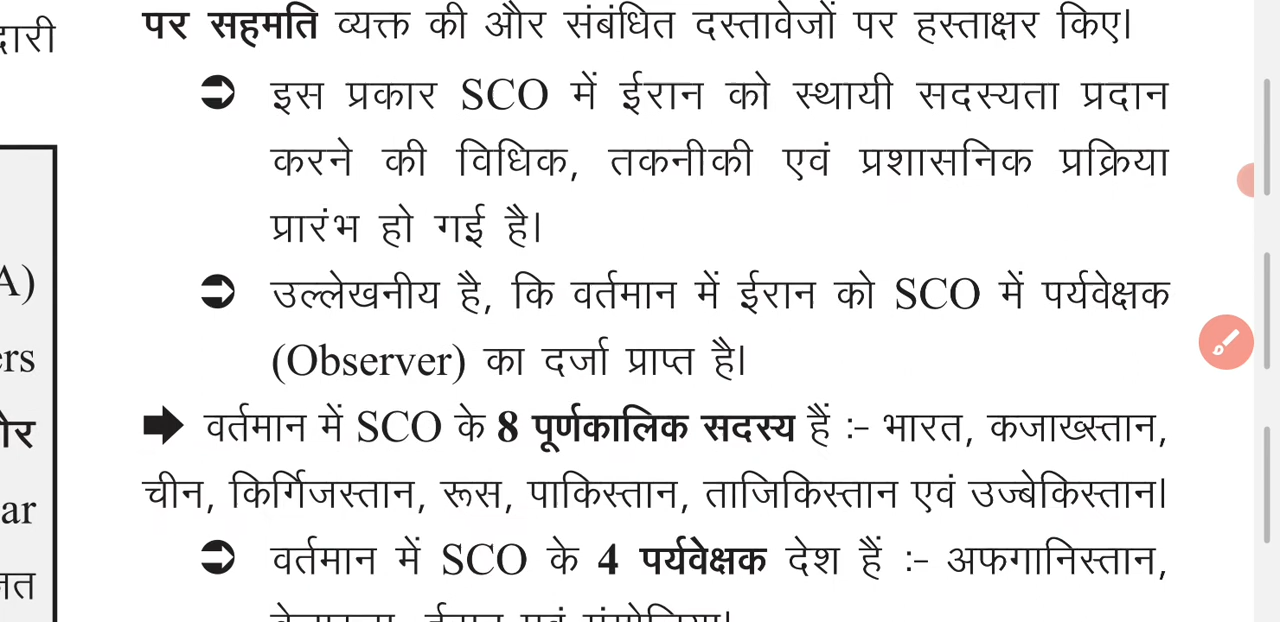 पर सहमति व्यक्त की और संबंधित दस्तावेजों पर हस्ताक्षर किए।
इस प्रकार SCO में ईरान को स्थायी सदस्यता प्रदान
करने की विधिक, तकनीकी एवं प्रशासनिक प्रक्रिया
प्रारंभ हो गई है।
उल्लेखनीय है, कि वर्तमान में ईरान को SCO में पर्यवेक्षक
(Observer) का दर्जा प्राप्त है।
वर्तमान में SCO के 8 पूर्णकालिक सदस्य हैं :- भारत, कजाख्स्तान,
चीन, किर्गिजस्तान, रूस, पाकिस्तान, ताजिकिस्तान एवं उज्बेकिस्तान।
वर्तमान में SCO के 4 पर्यवेक्षक देश हैं :- अफगानिस्तान,